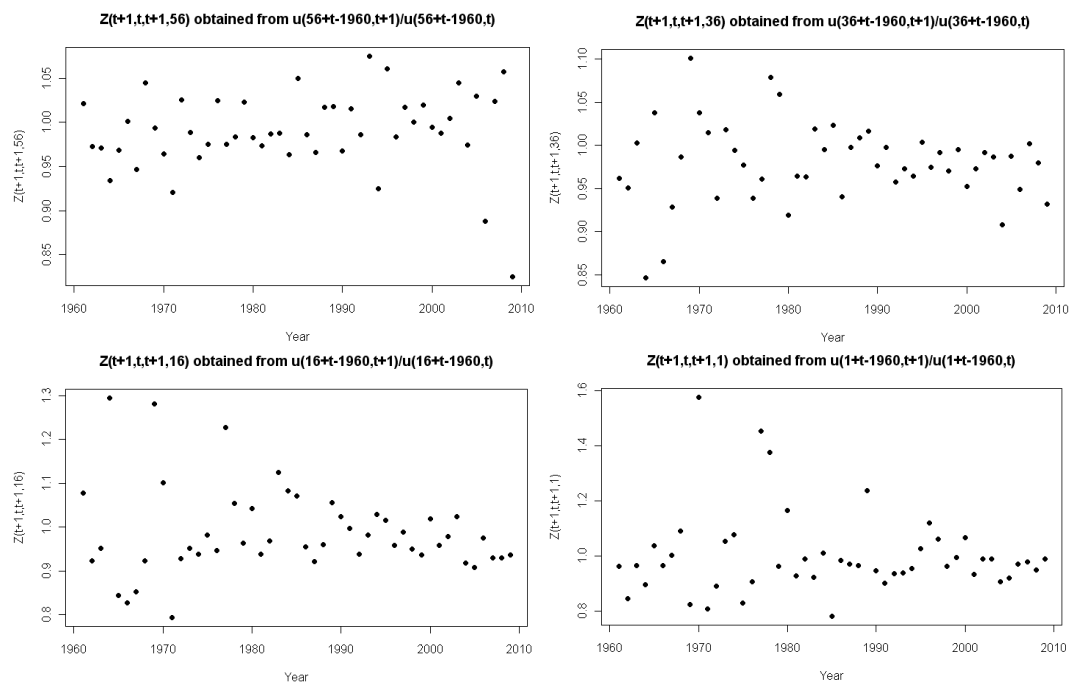 Z(t+1,t,t+1,56) obtained from u(56+t-1960,t+1)/u(56+t-1960,t)
Z(t+1,t,t+1,56)
1.05
1.00
0.95
0.90
0.85
1960 1970 1980 1990 2000 2010
Year
Z(t+1,t,t+1,36) obtained from u(36+t-1960,t+1)/u(36+t-1960,t)
Z(t+1,t,t+1,36)
1.10
1.05
1.00
0.95
0.90
0.85
1960 1970 1980 1990 2000 2010
Year
Z(t+1,t,t+1,16) obtained from u(16+t-1960,t+1)/u(16+t-1960,t)
Z(t+1,t,t+1,16)
1.3
1.2
1.1
1.0
0.9
0.8
1960 1970 1980 1990 2000 2010
Year
Z(t+1,t,t+1,1) obtained from u(1+t-1960,t+1)/u(1+t-1960,t)
Z(t+1,t,t+1,1)
1.6
1.4
1.2
1.0
0.8
1960 1970 1980 1990 2000 2010
Year